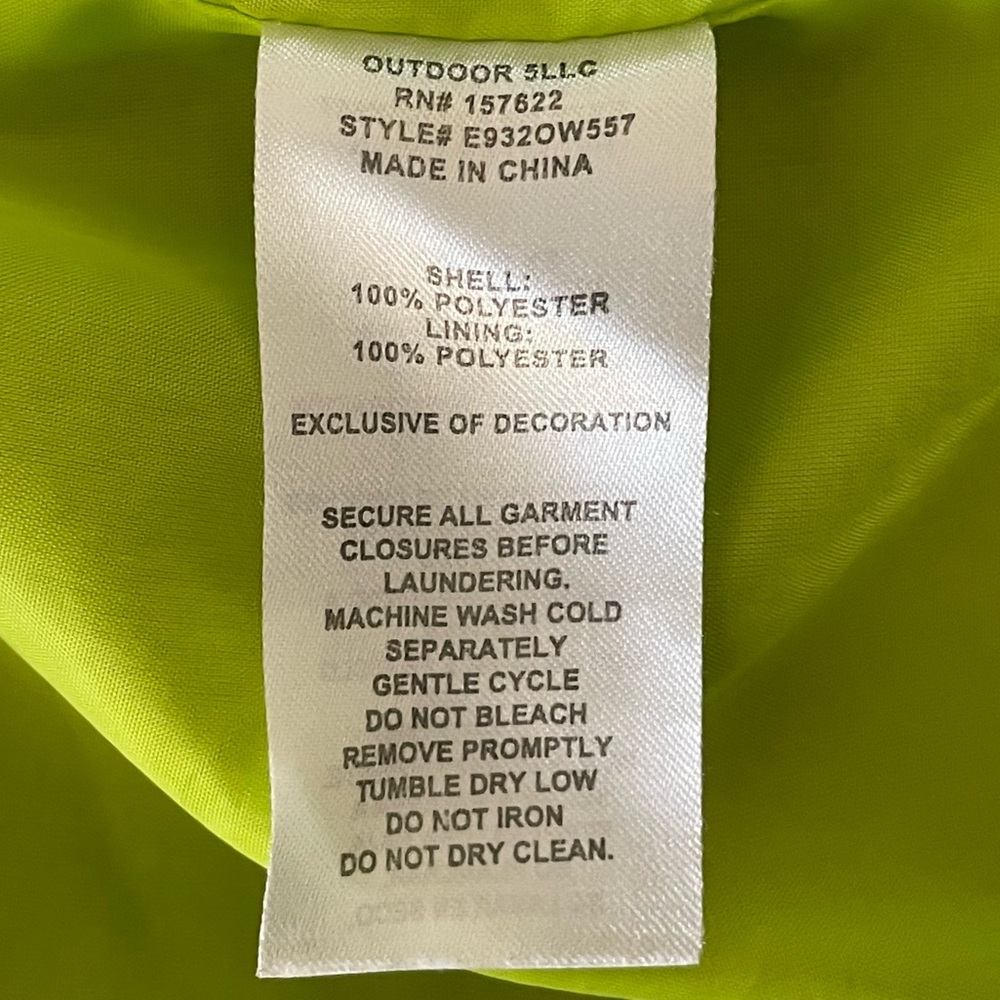 OUTDOOR 5LLC
RN# 157622
STYLE# E932OW557
MADE IN CHINA
SHELL:
100% POLYESTER
LINING:
100% POLYESTER
EXCLUSIVE OF DECORATION
SECURE ALL GARMENT
CLOSURES BEFORE
LAUNDERING.
MACHINE WASH COLD
SEPARATELY
GENTLE CYCLE
DO NOT BLEACH
REMOVE PROMPTLY
TUMBLE DRY LOW
DO NOT IRON
DO NOT DRY CLEAN.